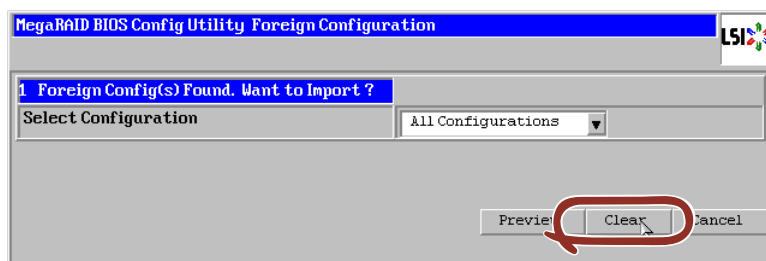 MegaRAID BIOS Config Utility Foreign Configuration
LSI
1 Foreign Config(s) Found. Want to Import ?
Select Configuration
All Configurations
Preview Clear Cancel